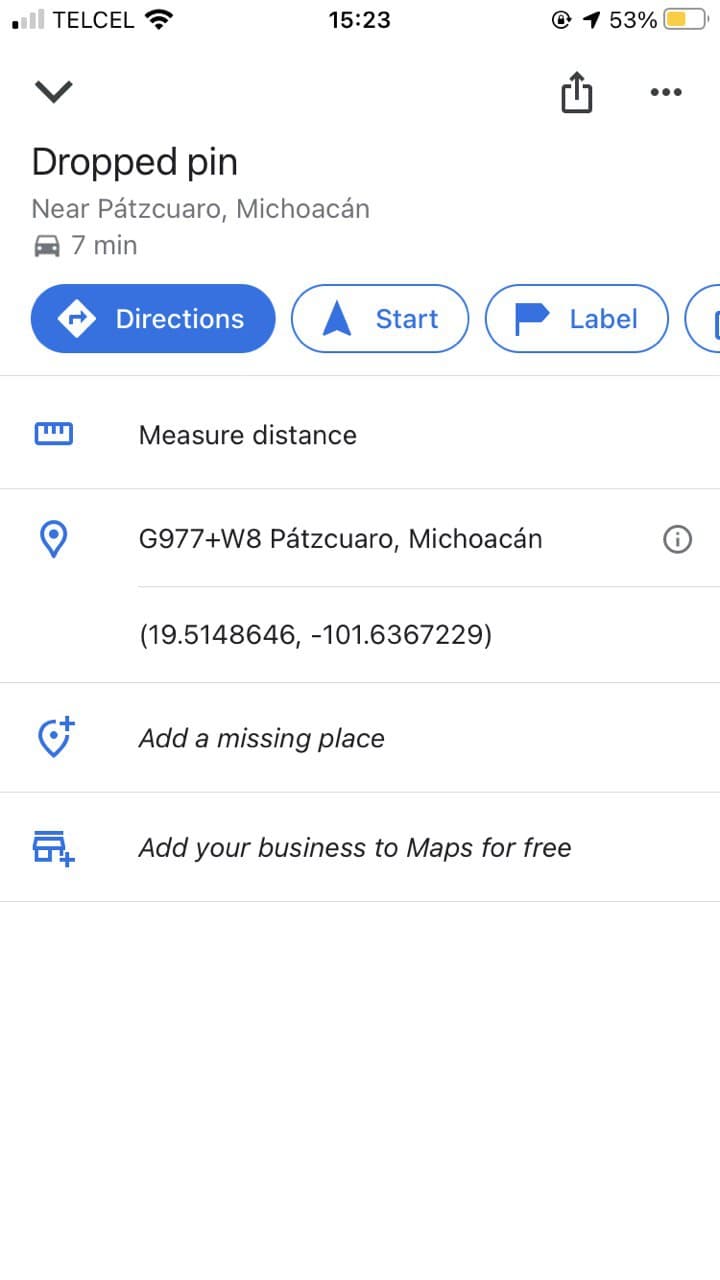 TELCEL 15:23 53%
Dropped pin
Near Pátzcuaro, Michoacán
7 min
Directions Start Label
Measure distance
G977+W8 Pátzcuaro, Michoacán
(19.5148646, -101.6367229)
Add a missing place
Add your business to Maps for free